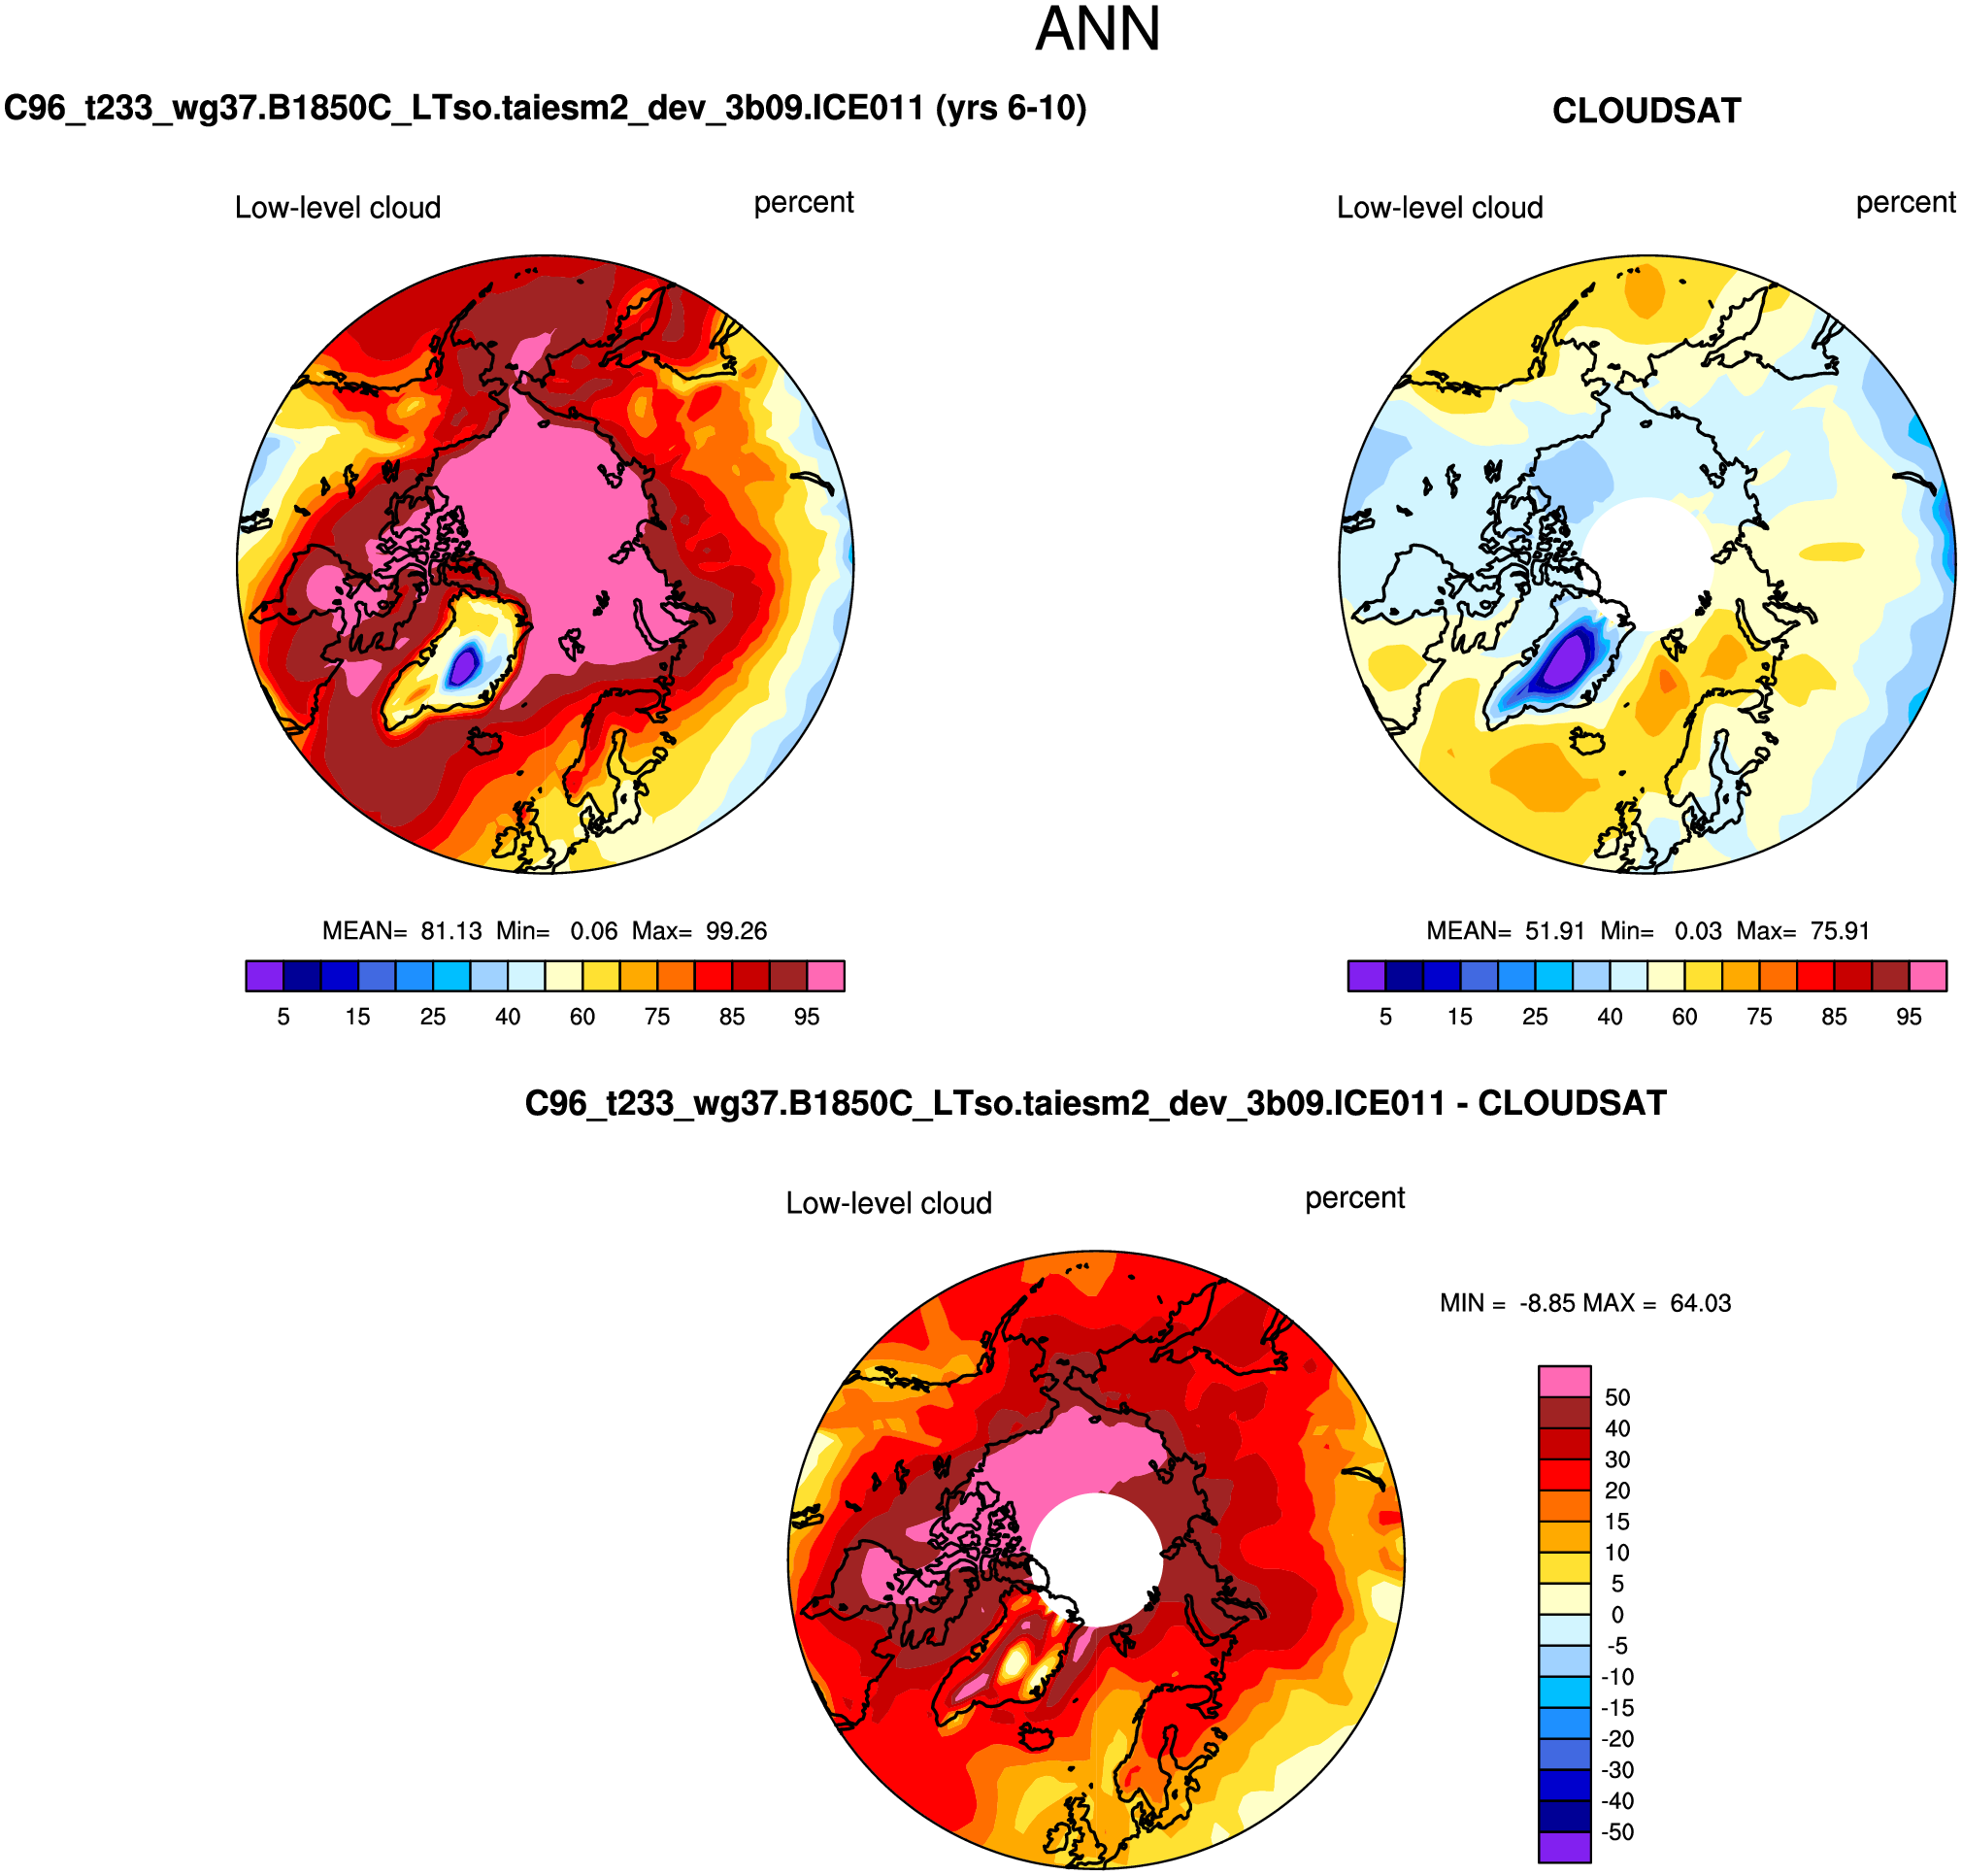 ANN
C96_t233_wg37.B1850C_LTso.taiesm2_dev_3b09.ICE011 (yrs 6-10)
CLOUDSAT
Low-level cloud percent
Low-level cloud percent
MEAN= 81.13 Min= 0.06 Max= 99.26
MEAN= 51.91 Min= 0.03 Max= 75.91
5 15 25 40 60 75 85 95
5 15 25 40 60 75 85 95
C96_t233_wg37.B1850C_LTso.taiesm2_dev_3b09.ICE011 - CLOUDSAT
Low-level cloud percent
MIN = -8.85 MAX = 64.03
50
40
30
20
15
10
5
0
-5
-10
-15
-20
-30
-40
-50